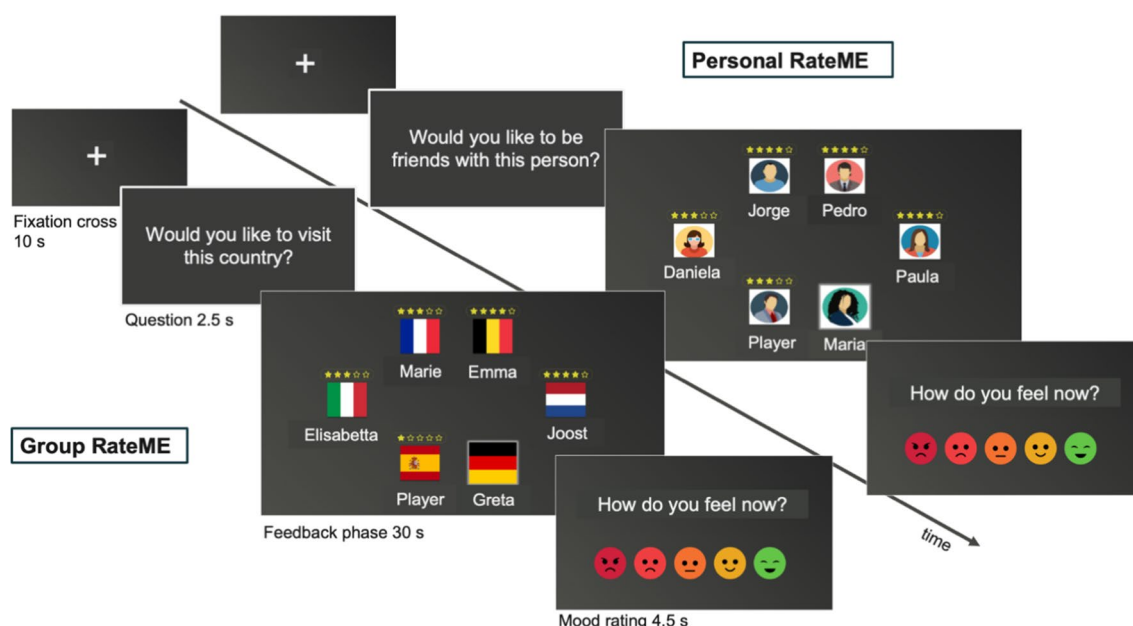 Personal RateME
+
+
Fixation cross
10 s
Would you like to be
friends with this person?
Would you like to visit
this country?
Question 2.5 s
Jorge Pedro
Daniela Paula
Player Maria
Marie Emma
Elisabetta Joost
Player Greta
Group RateME
Feedback phase 30 s
How do you feel now?
How do you feel now?
Mood rating 4.5 s
time